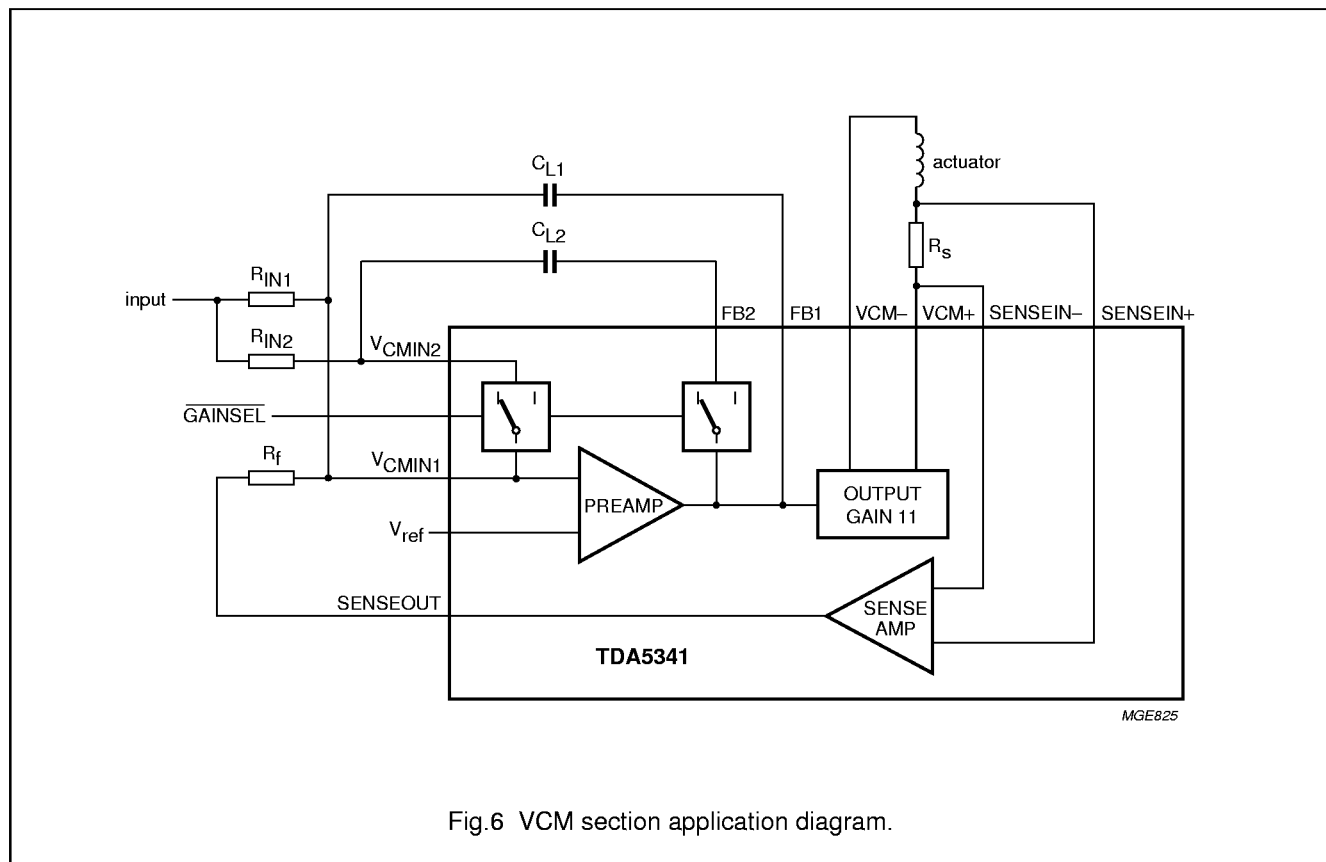 actuator
CL1
CL2
Rs
RIN1
input
FB2 FB1 VCM– VCM+ SENSEIN– SENSEIN+
RIN2
VCMIN2
GAINSEL
Rf
VCMIN1
PREAMP
OUTPUT
GAIN 11
Vref
SENSEOUT
SENSE
AMP
TDA5341
MGE825
Fig.6 VCM section application diagram.